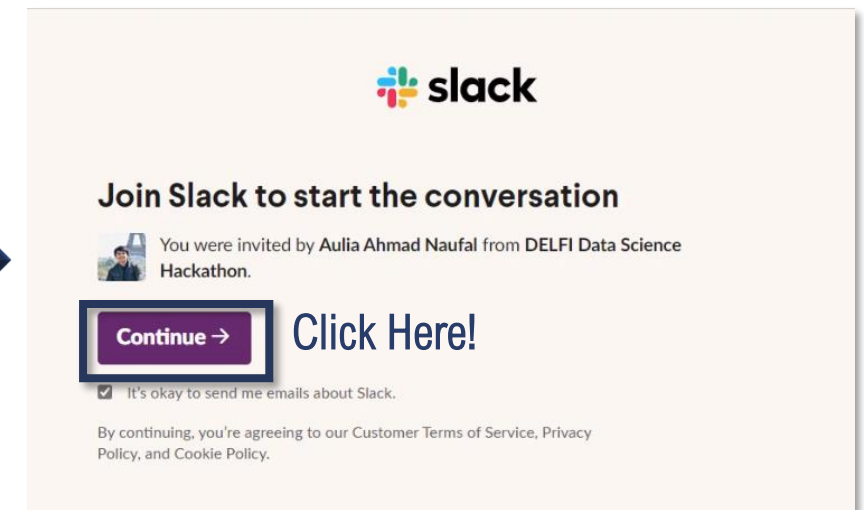 slack
Join Slack to start the conversation
You were invited by Aulia Ahmad Naufal from DELFI Data Science
Hackathon.
Continue →
Click Here!
It's okay to send me emails about Slack.
By continuing, you're agreeing to our Customer Terms of Service, Privacy
Policy, and Cookie Policy.